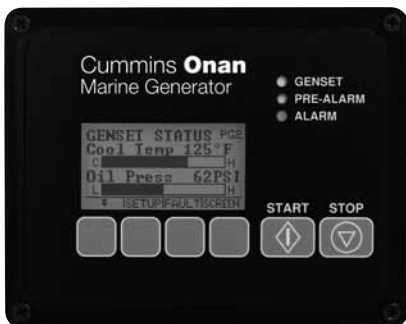 Cummins Onan
Marine Generator
GENSET
PRE-ALARM
ALARM
GENSET STATUS PG2
Cool Temp 125°F
C H
Oil Press 62PSI
L H
SETUP|FAULT|SCREEN
START STOP